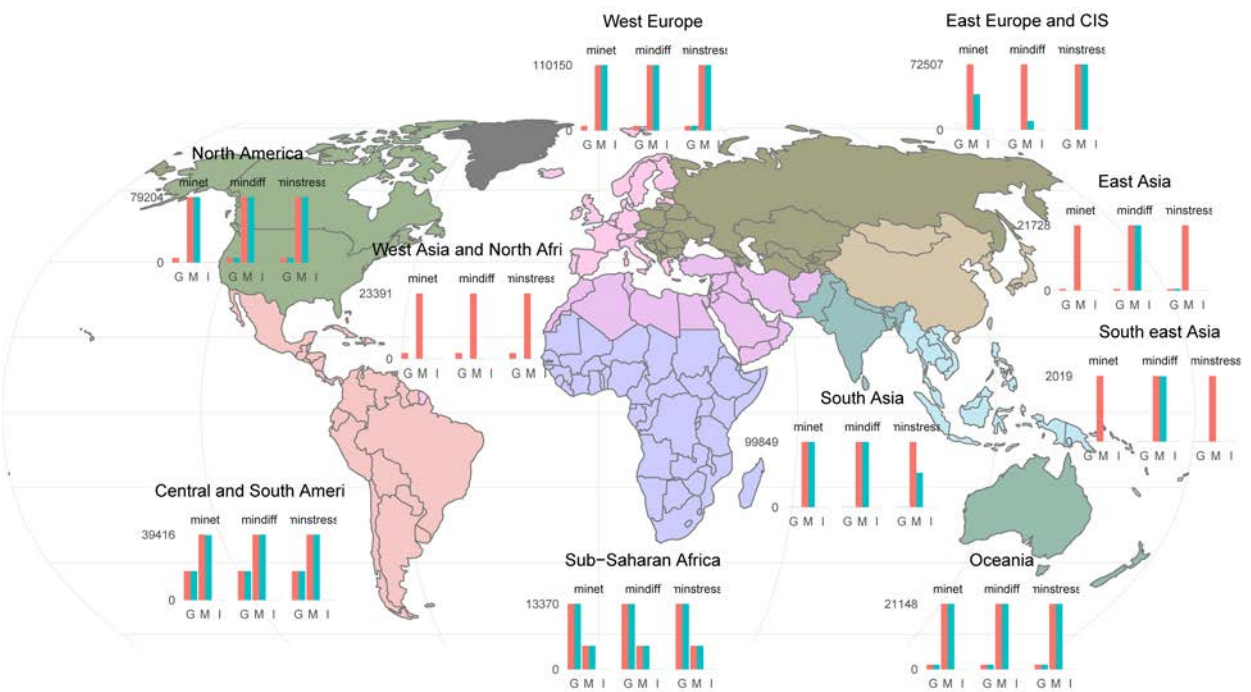 West Europe
minet mindiff minstress
110150
0
G M I G M I G M I
East Europe and CIS
minet mindiff minstress
72507
0
G M I G M I G M I
North America
minet mindiff minstress
79204
0
G M I G M I G M I
East Asia
minet mindiff minstress
21728
0
G M I G M I G M I
West Asia and North Afri
minet mindiff minstress
23391
0
G M I G M I G M I
South east Asia
minet mindiff minstress
2019
0
G M I G M I G M I
South Asia
minet mindiff minstress
99849
0
G M I G M I G M I
Central and South Ameri
minet mindiff minstress
39416
0
G M I G M I G M I
Sub−Saharan Africa
minet mindiff minstress
13370
0
G M I G M I G M I
Oceania
minet mindiff minstress
21148
0
G M I G M I G M I